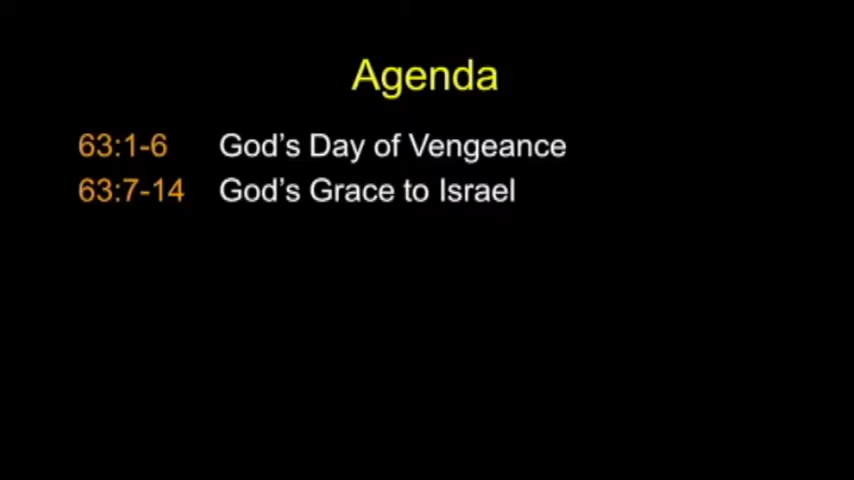 Agenda
63:1-6 God's Day of Vengeance
63:7-14 God's Grace to Israel